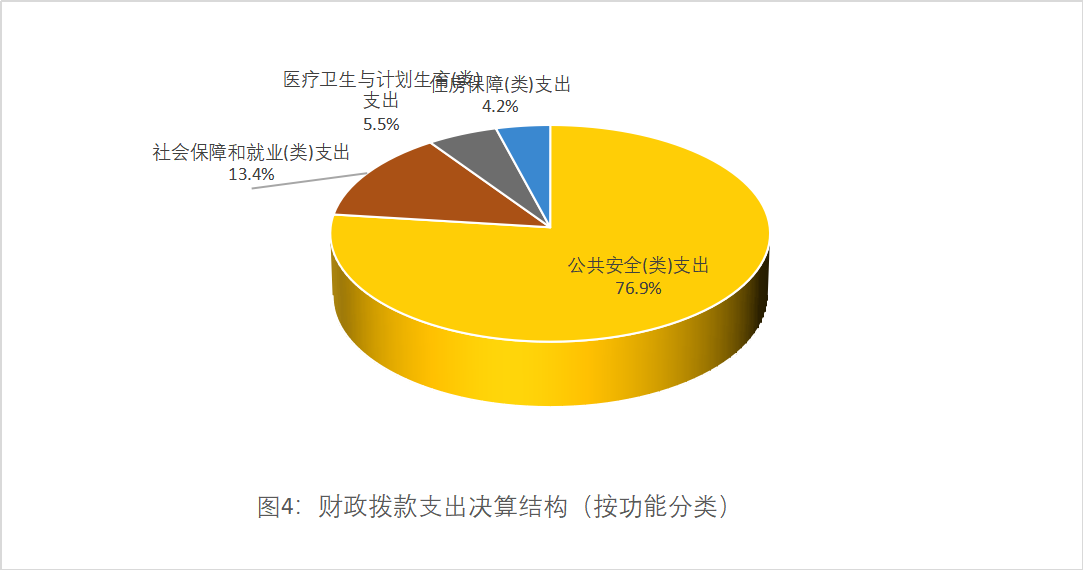 医疗卫生与计划生育(类)
支出
5.5%
住房保障(类)支出
4.2%
社会保障和就业(类)支出
13.4%
公共安全(类)支出
76.9%
图4：财政拨款支出决算结构（按功能分类）